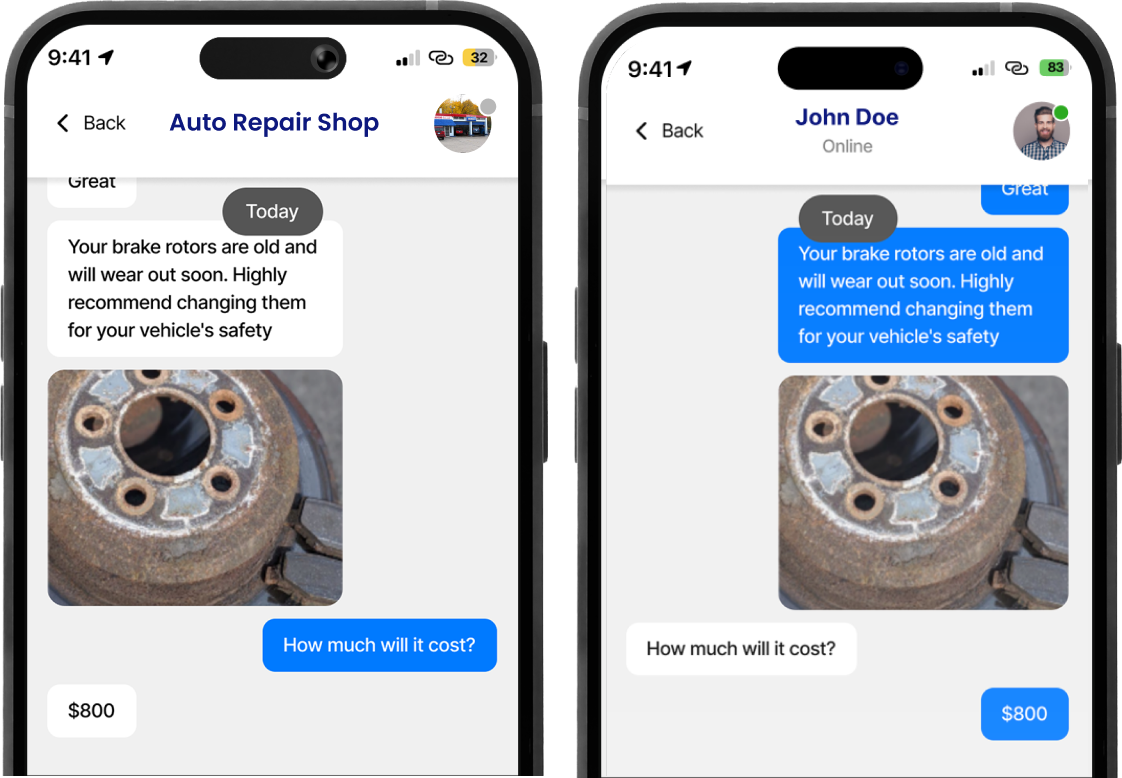 9:41
32
Back
Auto Repair Shop
Great
Today
Your brake rotors are old and
will wear out soon. Highly
recommend changing them
for your vehicle's safety
How much will it cost?
$800
9:41
83
Back
John Doe
Online
Great
Today
Your brake rotors are old and
will wear out soon. Highly
recommend changing them
for your vehicle's safety
How much will it cost?
$800